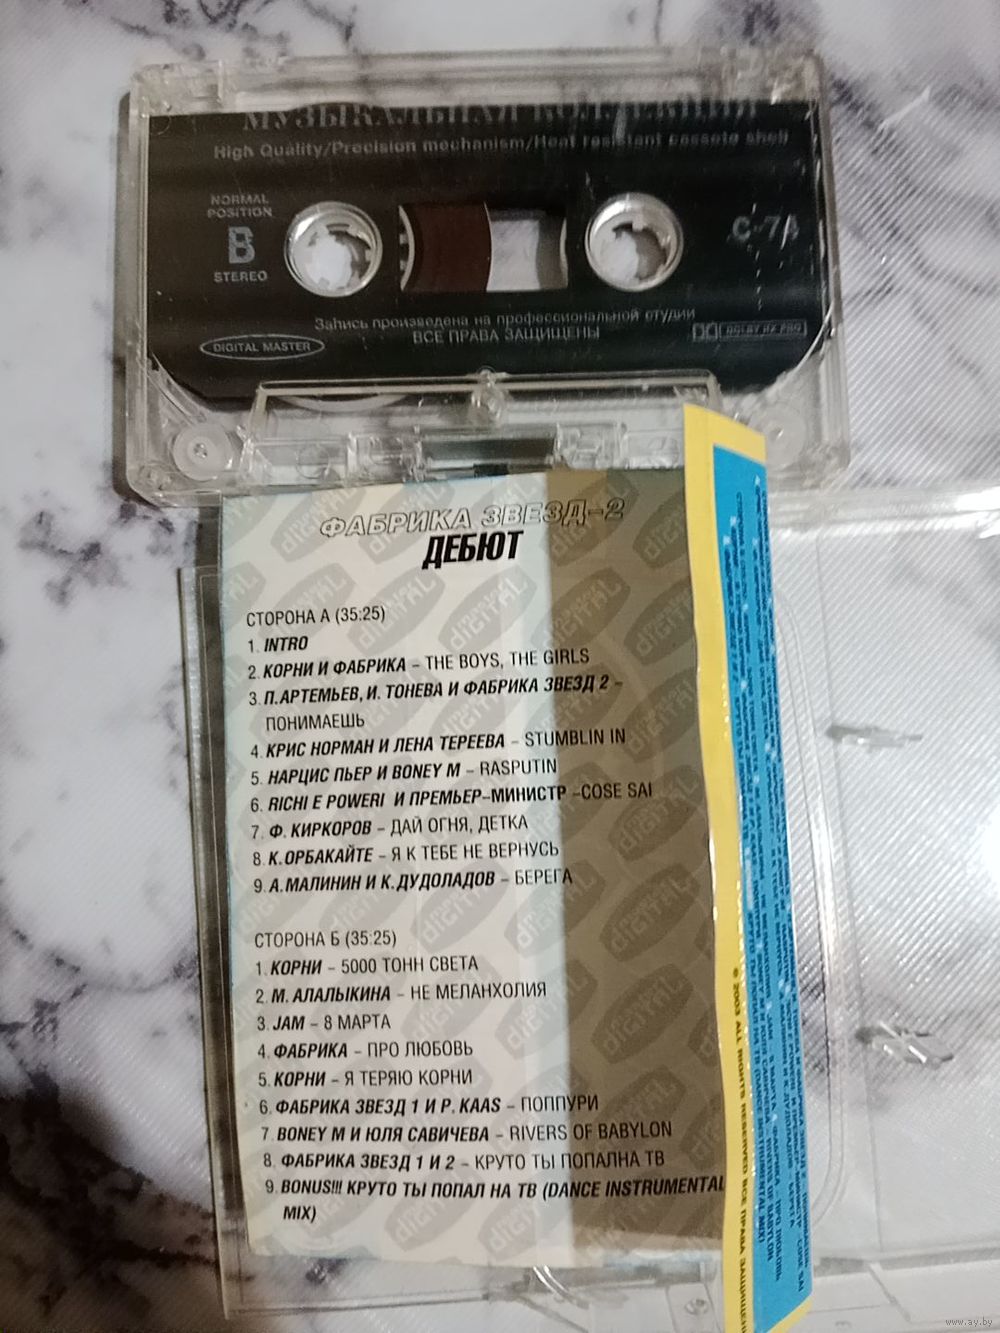 МУЗЫКАЛЬНАЯ КОЛЛЕКЦИЯ
High Quality/Precision mechanism/Heat resistant cassete shell
NORMAL
POSITION
B
STEREO
C-74
Запись произведена на профессиональной студии
ВСЕ ПРАВА ЗАЩИЩЕНЫ
DIGITAL MASTER
DOLBY HX PRO
ФАБРИКА ЗВЕЗД-2
ДЕБЮТ
СТОРОНА А (35:25)
1. INTRO
2. КОРНИ И ФАБРИКА – THE BOYS, THE GIRLS
3. П.АРТЕМЬЕВ, И. ТОНЕВА И ФАБРИКА ЗВЕЗД 2 –
ПОНИМАЕШЬ
4. КРИС НОРМАН И ЛЕНА ТЕРЕЕВА – STUMBLIN IN
5. НАРЦИС ПЬЕР И BONEY M – RASPUTIN
6. RICHI E POWERI И ПРЕМЬЕР-МИНИСТР –COSE SAI
7. Ф. КИРКОРОВ – ДАЙ ОГНЯ, ДЕТКА
8. К.ОРБАКАЙТЕ – Я К ТЕБЕ НЕ ВЕРНУСЬ
9. А.МАЛИНИН И К.ДУДОЛАДОВ – БЕРЕГА
СТОРОНА Б (35:25)
1. КОРНИ – 5000 ТОНН СВЕТА
2. М. АЛАЛЫКИНА – НЕ МЕЛАНХОЛИЯ
3. JAM – 8 МАРТА
4. ФАБРИКА – ПРО ЛЮБОВЬ
5. КОРНИ – Я ТЕРЯЮ КОРНИ
6. ФАБРИКА ЗВЕЗД 1 И P. KAAS – ПОППУРИ
7. BONEY M И ЮЛЯ САВИЧЕВА – RIVERS OF BABYLON
8. ФАБРИКА ЗВЕЗД 1 И 2 – КРУТО ТЫ ПОПАЛНА ТВ
9. BONUS!!! КРУТО ТЫ ПОПАЛ НА ТВ (DANCE INSTRUMENTAL
MIX)
© 2003 ALL RIGHTS RESERVED ВСЕ ПРАВА ЗАЩИЩЕНЫ
www.ay.by